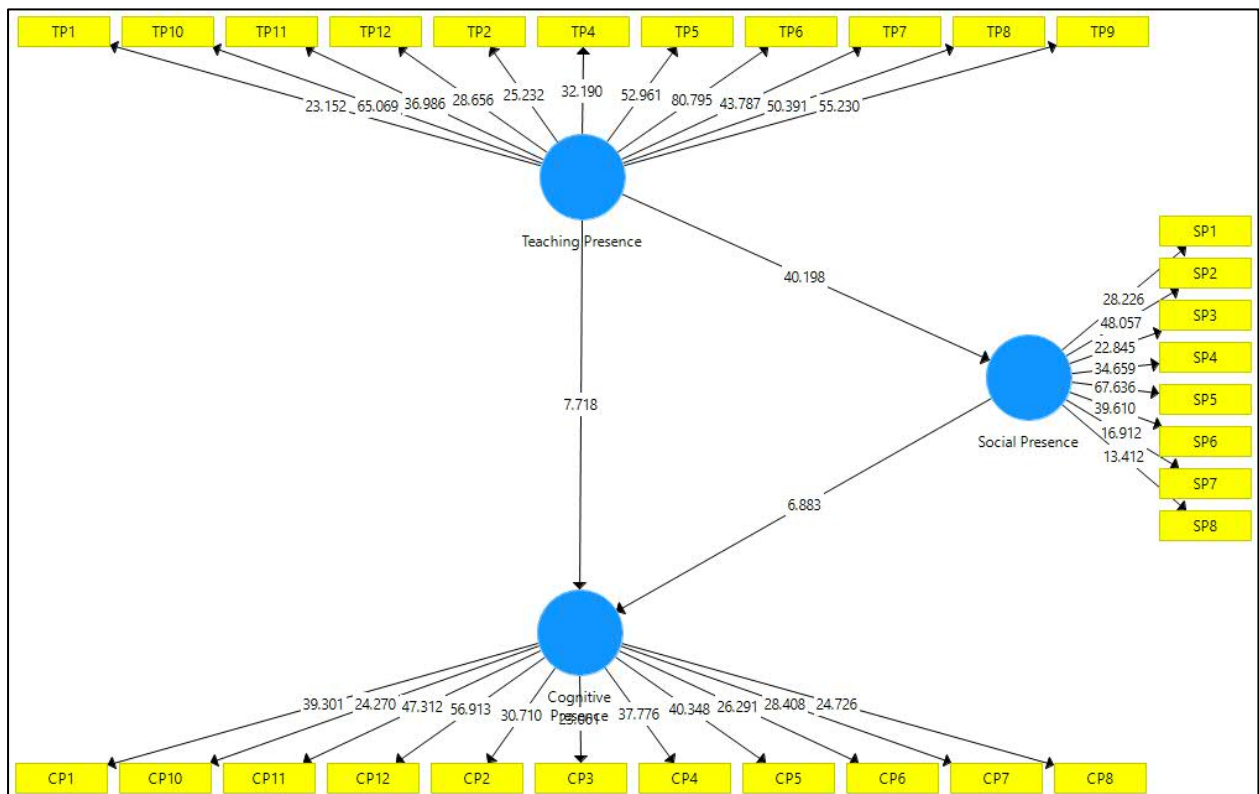 TP1 TP10 TP11 TP12 TP2 TP4 TP5 TP6 TP7 TP8 TP9
23.152 65.069 36.986 28.656 25.232 32.190 52.961 80.795 43.787 50.391 55.230
Teaching Presence
SP1
SP2
SP3
SP4
SP5
SP6
SP7
SP8
28.226
48.057
22.845
34.659
67.636
39.610
16.912
13.412
40.198
Social Presence
7.718
6.883
Cognitive
Presence
39.301 24.270 47.312 56.913 30.710 37.776 40.348 26.291 28.408 24.726
CP1 CP10 CP11 CP12 CP2 CP3 CP4 CP5 CP6 CP7 CP8